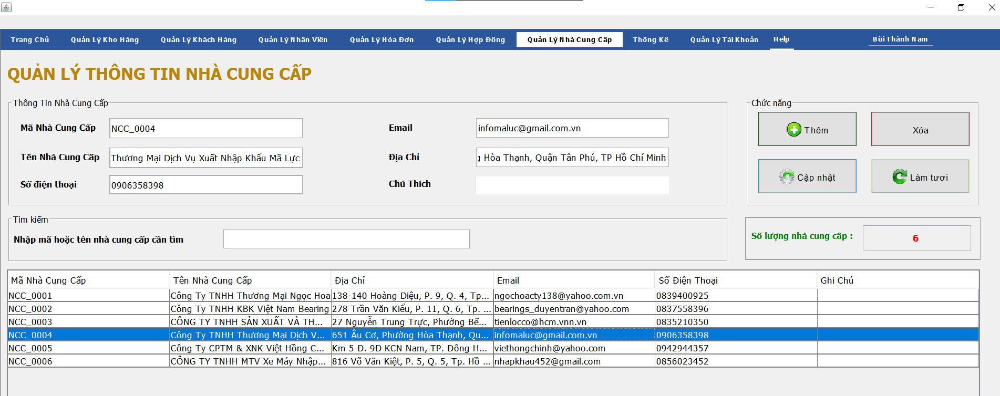 Trang Chủ Quản Lý Kho Hàng Quản Lý Khách Hàng Quản Lý Nhân Viên Quản Lý Hóa Đơn Quản Lý Hợp Đồng Quản Lý Nhà Cung Cấp Thống Kê Quản Lý Tài Khoản Help Bùi Thành Nam
QUẢN LÝ THÔNG TIN NHÀ CUNG CẤP
Thông Tin Nhà Cung Cấp
Mã Nhà Cung Cấp NCC_0004 Email infomaluc@gmail.com.vn
Tên Nhà Cung Cấp Thương Mại Dịch Vụ Xuất Nhập Khẩu Mã Lực Địa Chỉ Hòa Thạnh, Quận Tân Phú, TP Hồ Chí Minh
Số điện thoại 0906358398 Chú Thích
Chức năng
Thêm Xóa
Cập nhật Làm tươi
Tìm kiếm
Nhập mã hoặc tên nhà cung cấp cần tìm
Số lượng nhà cung cấp : 6
Mã Nhà Cung Cấp Tên Nhà Cung Cấp Địa Chỉ Email Số Điện Thoại Ghi Chú
NCC_0001 Công Ty TNHH Thương Mại Ngọc Hoa 138-140 Hoàng Diệu, P. 9, Q. 4, Tp... ngochoacty138@yahoo.com.vn 0839400925
NCC_0002 Công Ty TNHH KBK Việt Nam Bearing 278 Trần Văn Kiểu, P. 11, Q. 6, Tp. ... bearings_duyentran@yahoo.com 0837558396
NCC_0003 CÔNG TY TNHH SẢN XUẤT VÀ TH... 27 Nguyễn Trung Trực, Phường Bế... tienlocco@hcm.vnn.vn 0835210350
NCC_0004 Công Ty TNHH Thương Mại Dịch V... 651 Âu Cơ, Phường Hòa Thạnh, Qu... infomaluc@gmail.com.vn 0906358398
NCC_0005 Công Ty CPTM & XNK Việt Hồng C... Km 5 Đ. 9D KCN Nam, TP. Đông H... viethongchinh@yahoo.com 0942944357
NCC_0006 CÔNG TY TNHH MTV Xe Máy Nhập... 816 Võ Văn Kiệt, P. 5, Q. 5, Tp. Hồ ... nhapkhau452@gmail.com 0856023452